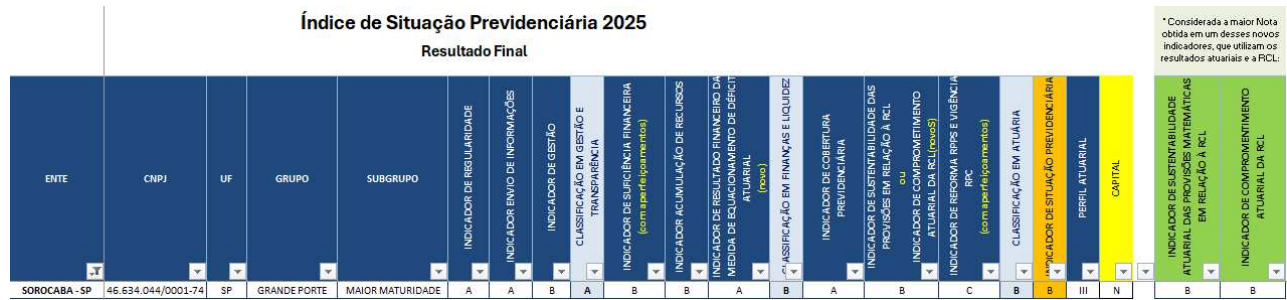 Índice de Situação Previdenciária 2025
Resultado Final
* Considerada a maior Nota
obtida em um desses novos
indicadores, que utilizam os
resultados atuariais e a RCL:
ENTE
CNPJ
UF
GRUPO
SUBGRUPO
INDICADOR DE REGULARIDADE
INDICADOR ENVIO DE INFORMAÇÕES
INDICADOR DE GESTÃO
CLASSIFICAÇÃO EM GESTÃO E
TRANSPARÊNCIA
INDICADOR DE SUFICIÊNCIA FINANCEIRA
(com aperfeiçoamentos)
INDICADOR ACUMULAÇÃO DE RECURSOS
INDICADOR DE RESULTADO FINANCEIRO DA
MEDIDA DE EQUACIONAMENTO DE DÉFICIT
ATUARIAL
(novo)
CLASSIFICAÇÃO EM FINANÇAS E LIQUIDEZ
INDICADOR DE COBERTURA
PREVIDENCIÁRIA
INDICADOR DE SUSTENTABILIDADE DAS
PROVISÕES EM RELAÇÃO À RCL
ou
INDICADOR DE COMPROMETIMENTO
ATUARIAL DA RCL(novoS)
INDICADOR DE REFORMA RPPS E VIGÊNCIA
RPC
(com aperfeiçoamentos)
CLASSIFICAÇÃO EM ATUÁRIA
INDICADOR DE SITUAÇÃO PREVIDENCIÁRIA
PERFIL ATUARIAL
CAPITAL
INDICADOR DE SUSTENTABILIDADE
ATUARIAL DAS PROVISÕES MATEMÁTICAS
EM RELAÇÃO À RCL
INDICADOR DE COMPROMENTIMENTO
ATUARIAL DA RCL
SOROCABA - SP 46.634.044/0001-74 SP GRANDE PORTE MAIOR MATURIDADE A A B A B B A B A B C B B III N B B